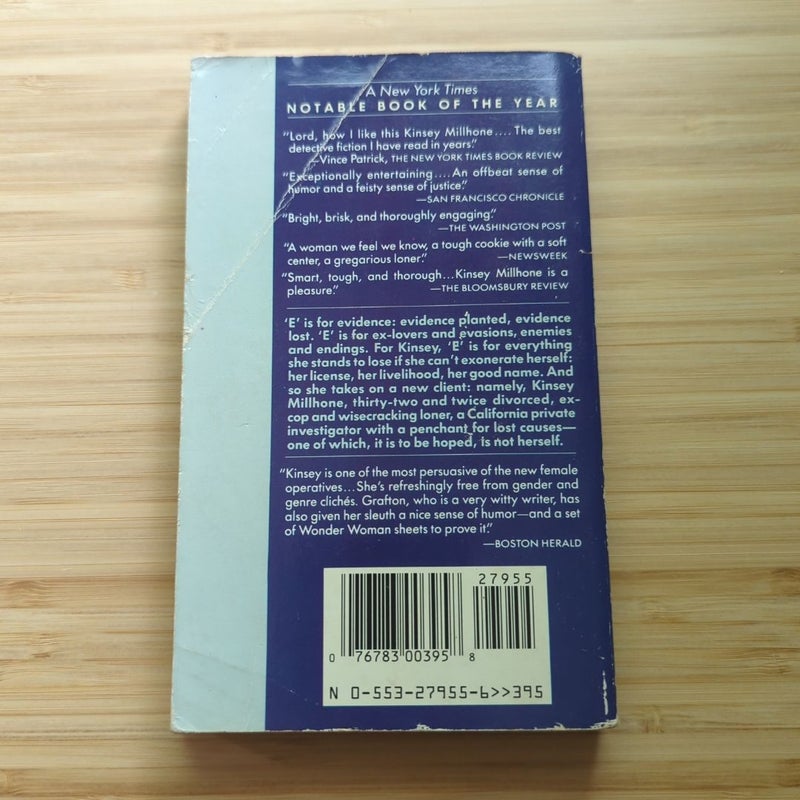 A New York Times
NOTABLE BOOK OF THE YEAR
“Lord, how I like this Kinsey Millhone.... The best
detective fiction I have read in years.”
—Vince Patrick, THE NEW YORK TIMES BOOK REVIEW
“Exceptionally entertaining.... An offbeat sense of
humor and a feisty sense of justice.”
—SAN FRANCISCO CHRONICLE
“Bright, brisk, and thoroughly engaging.”
—THE WASHINGTON POST
“A woman we feel we know, a tough cookie with a soft
center, a gregarious loner.” —NEWSWEEK
“Smart, tough, and thorough...Kinsey Millhone is a
pleasure.” —THE BLOOMSBURY REVIEW
‘E’ is for evidence: evidence planted, evidence
lost. ‘E’ is for ex-lovers and evasions, enemies
and endings. For Kinsey, ‘E’ is for everything
she stands to lose if she can’t exonerate herself:
her license, her livelihood, her good name. And
so she takes on a new client: namely, Kinsey
Millhone, thirty-two and twice divorced, ex-
cop and wisecracking loner, a California private
investigator with a penchant for lost causes—
one of which, it is to be hoped, is not herself.
“Kinsey is one of the most persuasive of the new female
operatives...She’s refreshingly free from gender and
genre clichés. Grafton, who is a very witty writer, has
also given her sleuth a nice sense of humor—and a set
of Wonder Woman sheets to prove it.”
—BOSTON HERALD
27955
0 76783 00395 8
N 0-553-27955-6>>395